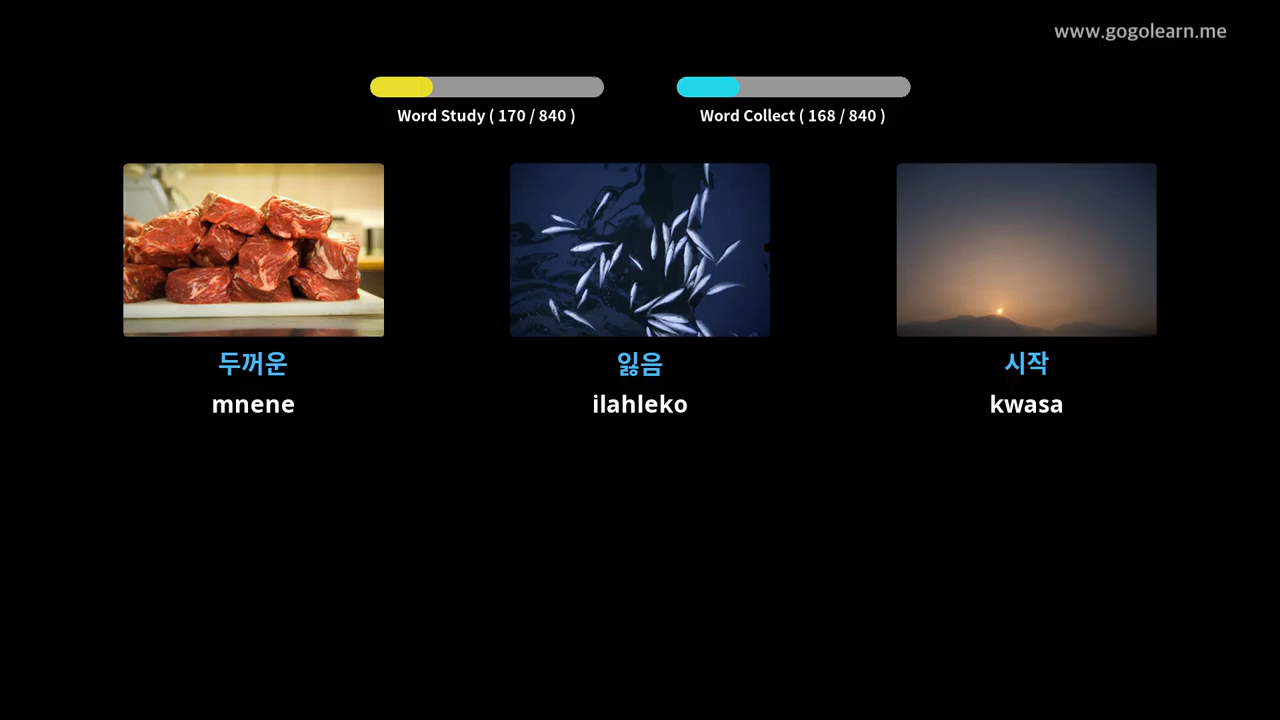 www.gogolearn.me
Word Study ( 170 / 840 )
Word Collect ( 168 / 840 )
두꺼운
잃음
시작
mnene
ilahleko
kwasa